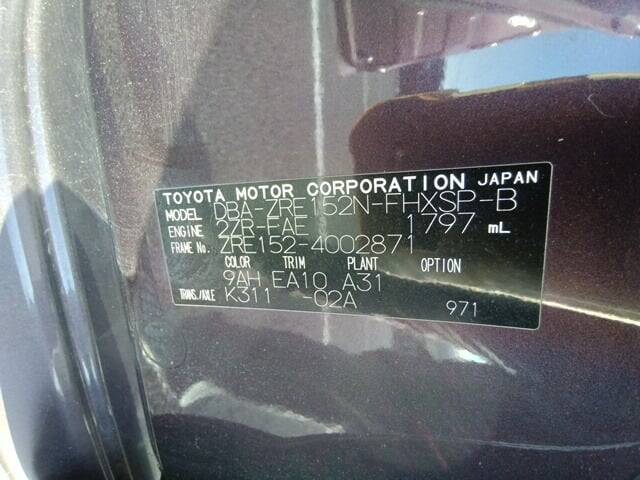 TOYOTA MOTOR CORPORATION JAPAN
MODEL DBA-ZRE152N-FHXSP-B
ENGINE 2ZR-FAE 1797 mL
FRAME No. ZRE152-4002871
COLOR TRIM PLANT OPTION
9AH EA10 A31
TRANS./AXLE K311 -02A 971